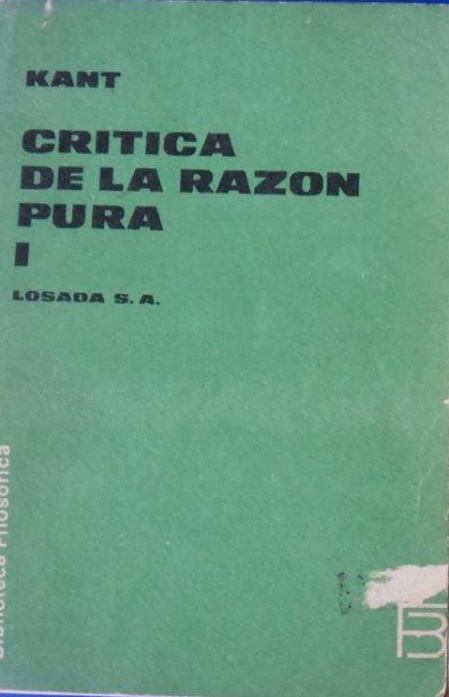 KANT
CRITICA
DE LA RAZON
PURA
I
LOSADA S.A.
Biblioteca Filosófica